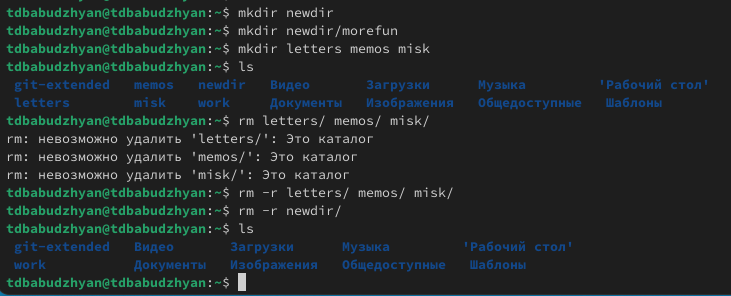 tdbabudzhyan@tdbabudzhyan:~$ mkdir newdir
tdbabudzhyan@tdbabudzhyan:~$ mkdir newdir/morefun
tdbabudzhyan@tdbabudzhyan:~$ mkdir letters memos misk
tdbabudzhyan@tdbabudzhyan:~$ ls
git-extended memos newdir Видео Загрузки Музыка 'Рабочий стол'
letters misk work Документы Изображения Общедоступные Шаблоны
tdbabudzhyan@tdbabudzhyan:~$ rm letters/ memos/ misk/
rm: невозможно удалить 'letters/': Это каталог
rm: невозможно удалить 'memos/': Это каталог
rm: невозможно удалить 'misk/': Это каталог
tdbabudzhyan@tdbabudzhyan:~$ rm -r letters/ memos/ misk/
tdbabudzhyan@tdbabudzhyan:~$ rm -r newdir/
tdbabudzhyan@tdbabudzhyan:~$ ls
git-extended Видео Загрузки Музыка 'Рабочий стол'
work Документы Изображения Общедоступные Шаблоны
tdbabudzhyan@tdbabudzhyan:~$